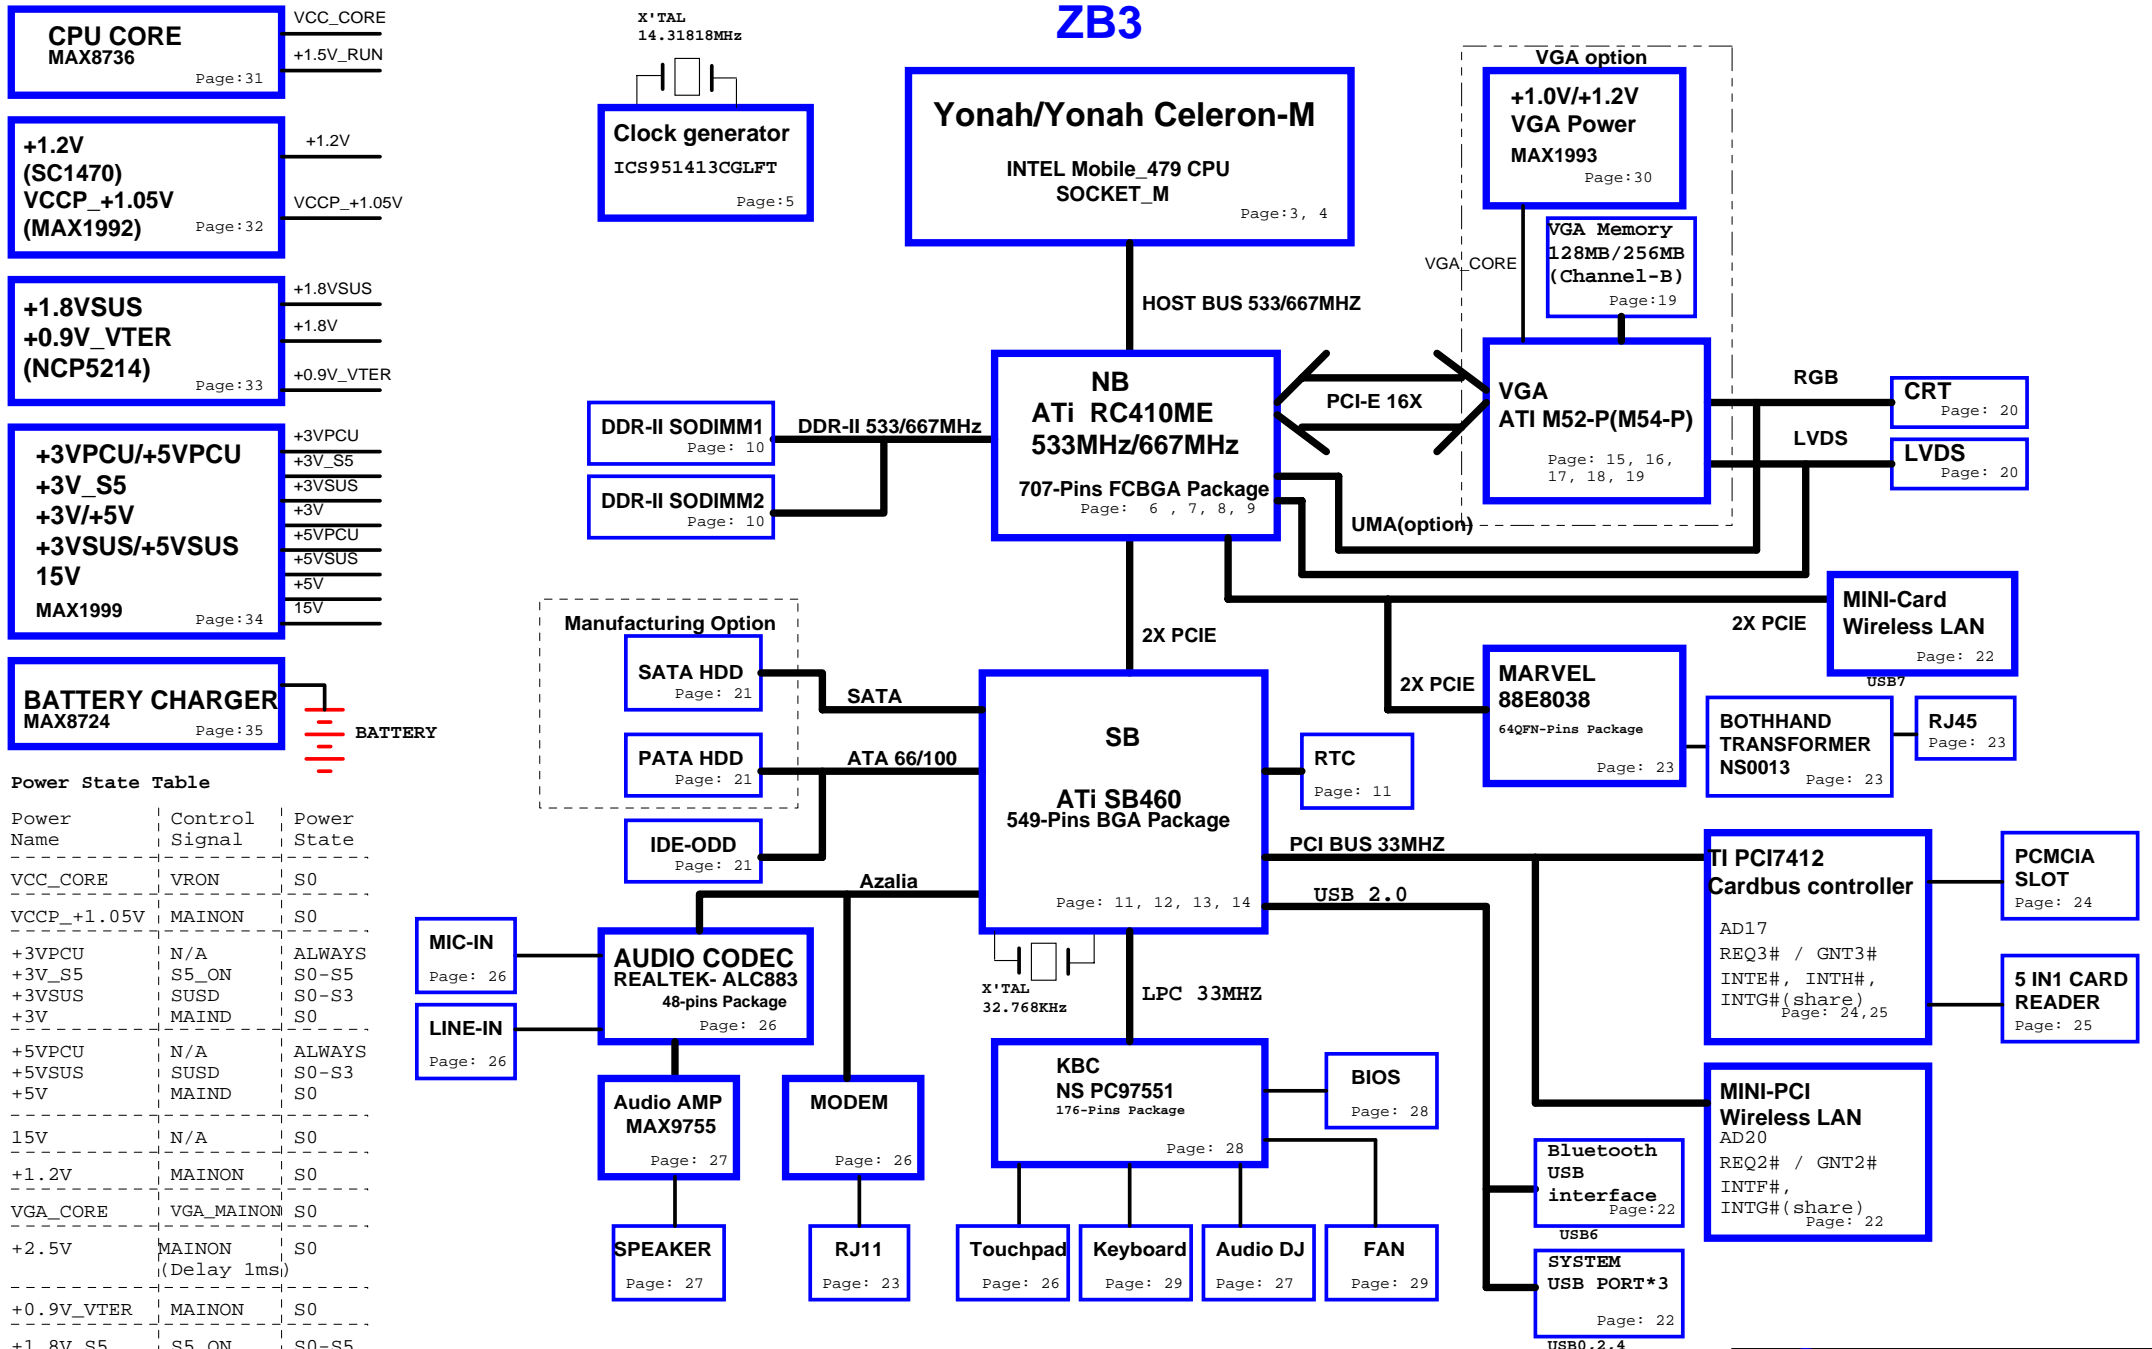 ZB3
CPU CORE
MAX8736
Page:31
VCC_CORE
+1.5V_RUN
+1.2V
(SC1470)
VCCP_+1.05V
(MAX1992)
Page:32
+1.2V
VCCP_+1.05V
+1.8VSUS
+0.9V_VTER
(NCP5214)
Page:33
+1.8VSUS
+1.8V
+0.9V_VTER
+3VPCU/+5VPCU
+3V_S5
+3V/+5V
+3VSUS/+5VSUS
15V
MAX1999
Page:34
+3VPCU
+3V_S5
+3VSUS
+3V
+5VPCU
+5VSUS
+5V
15V
BATTERY CHARGER
MAX8724
Page:35
BATTERY
Power State Table
Power Name Control Signal Power State
VCC_CORE VRON S0
VCCP_+1.05V MAINON S0
+3VPCU N/A ALWAYS
+3V_S5 S5_ON S0-S5
+3VSUS SUSD S0-S3
+3V MAIND S0
+5VPCU N/A ALWAYS
+5VSUS SUSD S0-S3
+5V MAIND S0
15V N/A S0
+1.2V MAINON S0
VGA_CORE VGA_MAINON S0
+2.5V MAINON S0
(Delay 1ms)
+0.9V_VTER MAINON S0
+1.8V_S5 S5_ON S0-S5
X'TAL
14.31818MHz
Clock generator
ICS951413CGLFT
Page:5
Yonah/Yonah Celeron-M
INTEL Mobile_479 CPU
SOCKET_M
Page:3, 4
HOST BUS 533/667MHZ
VGA option
+1.0V/+1.2V
VGA Power
MAX1993
Page:30
VGA_CORE
VGA Memory
128MB/256MB
(Channel-B)
Page:19
NB
ATi RC410ME
533MHz/667MHz
707-Pins FCBGA Package
Page: 6 , 7, 8, 9
PCI-E 16X
VGA
ATI M52-P(M54-P)
Page: 15, 16,
17, 18, 19
RGB
CRT
Page: 20
LVDS
LVDS
Page: 20
UMA(option)
DDR-II SODIMM1
Page: 10
DDR-II 533/667MHz
DDR-II SODIMM2
Page: 10
2X PCIE
2X PCIE
MINI-Card
Wireless LAN
Page: 22
USB7
2X PCIE
MARVEL
88E8038
64QFN-Pins Package
Page: 23
BOTHHAND
TRANSFORMER
NS0013
Page: 23
RJ45
Page: 23
Manufacturing Option
SATA HDD
Page: 21
SATA
PATA HDD
Page: 21
ATA 66/100
IDE-ODD
Page: 21
Azalia
SB
ATi SB460
549-Pins BGA Package
Page: 11, 12, 13, 14
RTC
Page: 11
PCI BUS 33MHZ
USB 2.0
X'TAL
32.768KHz
LPC 33MHZ
TI PCI7412
Cardbus controller
AD17
REQ3# / GNT3#
INTE#, INTH#,
INTG#(share)
Page: 24,25
PCMCIA
SLOT
Page: 24
5 IN1 CARD
READER
Page: 25
MINI-PCI
Wireless LAN
AD20
REQ2# / GNT2#
INTF#,
INTG#(share)
Page: 22
MIC-IN
Page: 26
LINE-IN
Page: 26
AUDIO CODEC
REALTEK- ALC883
48-pins Package
Page: 26
Audio AMP
MAX9755
Page: 27
MODEM
Page: 26
SPEAKER
Page: 27
RJ11
Page: 23
KBC
NS PC97551
176-Pins Package
Page: 28
BIOS
Page: 28
Touchpad
Page: 26
Keyboard
Page: 29
Audio DJ
Page: 27
FAN
Page: 29
Bluetooth
USB
interface
Page:22
USB6
SYSTEM
USB PORT*3
Page: 22
USB0,2,4